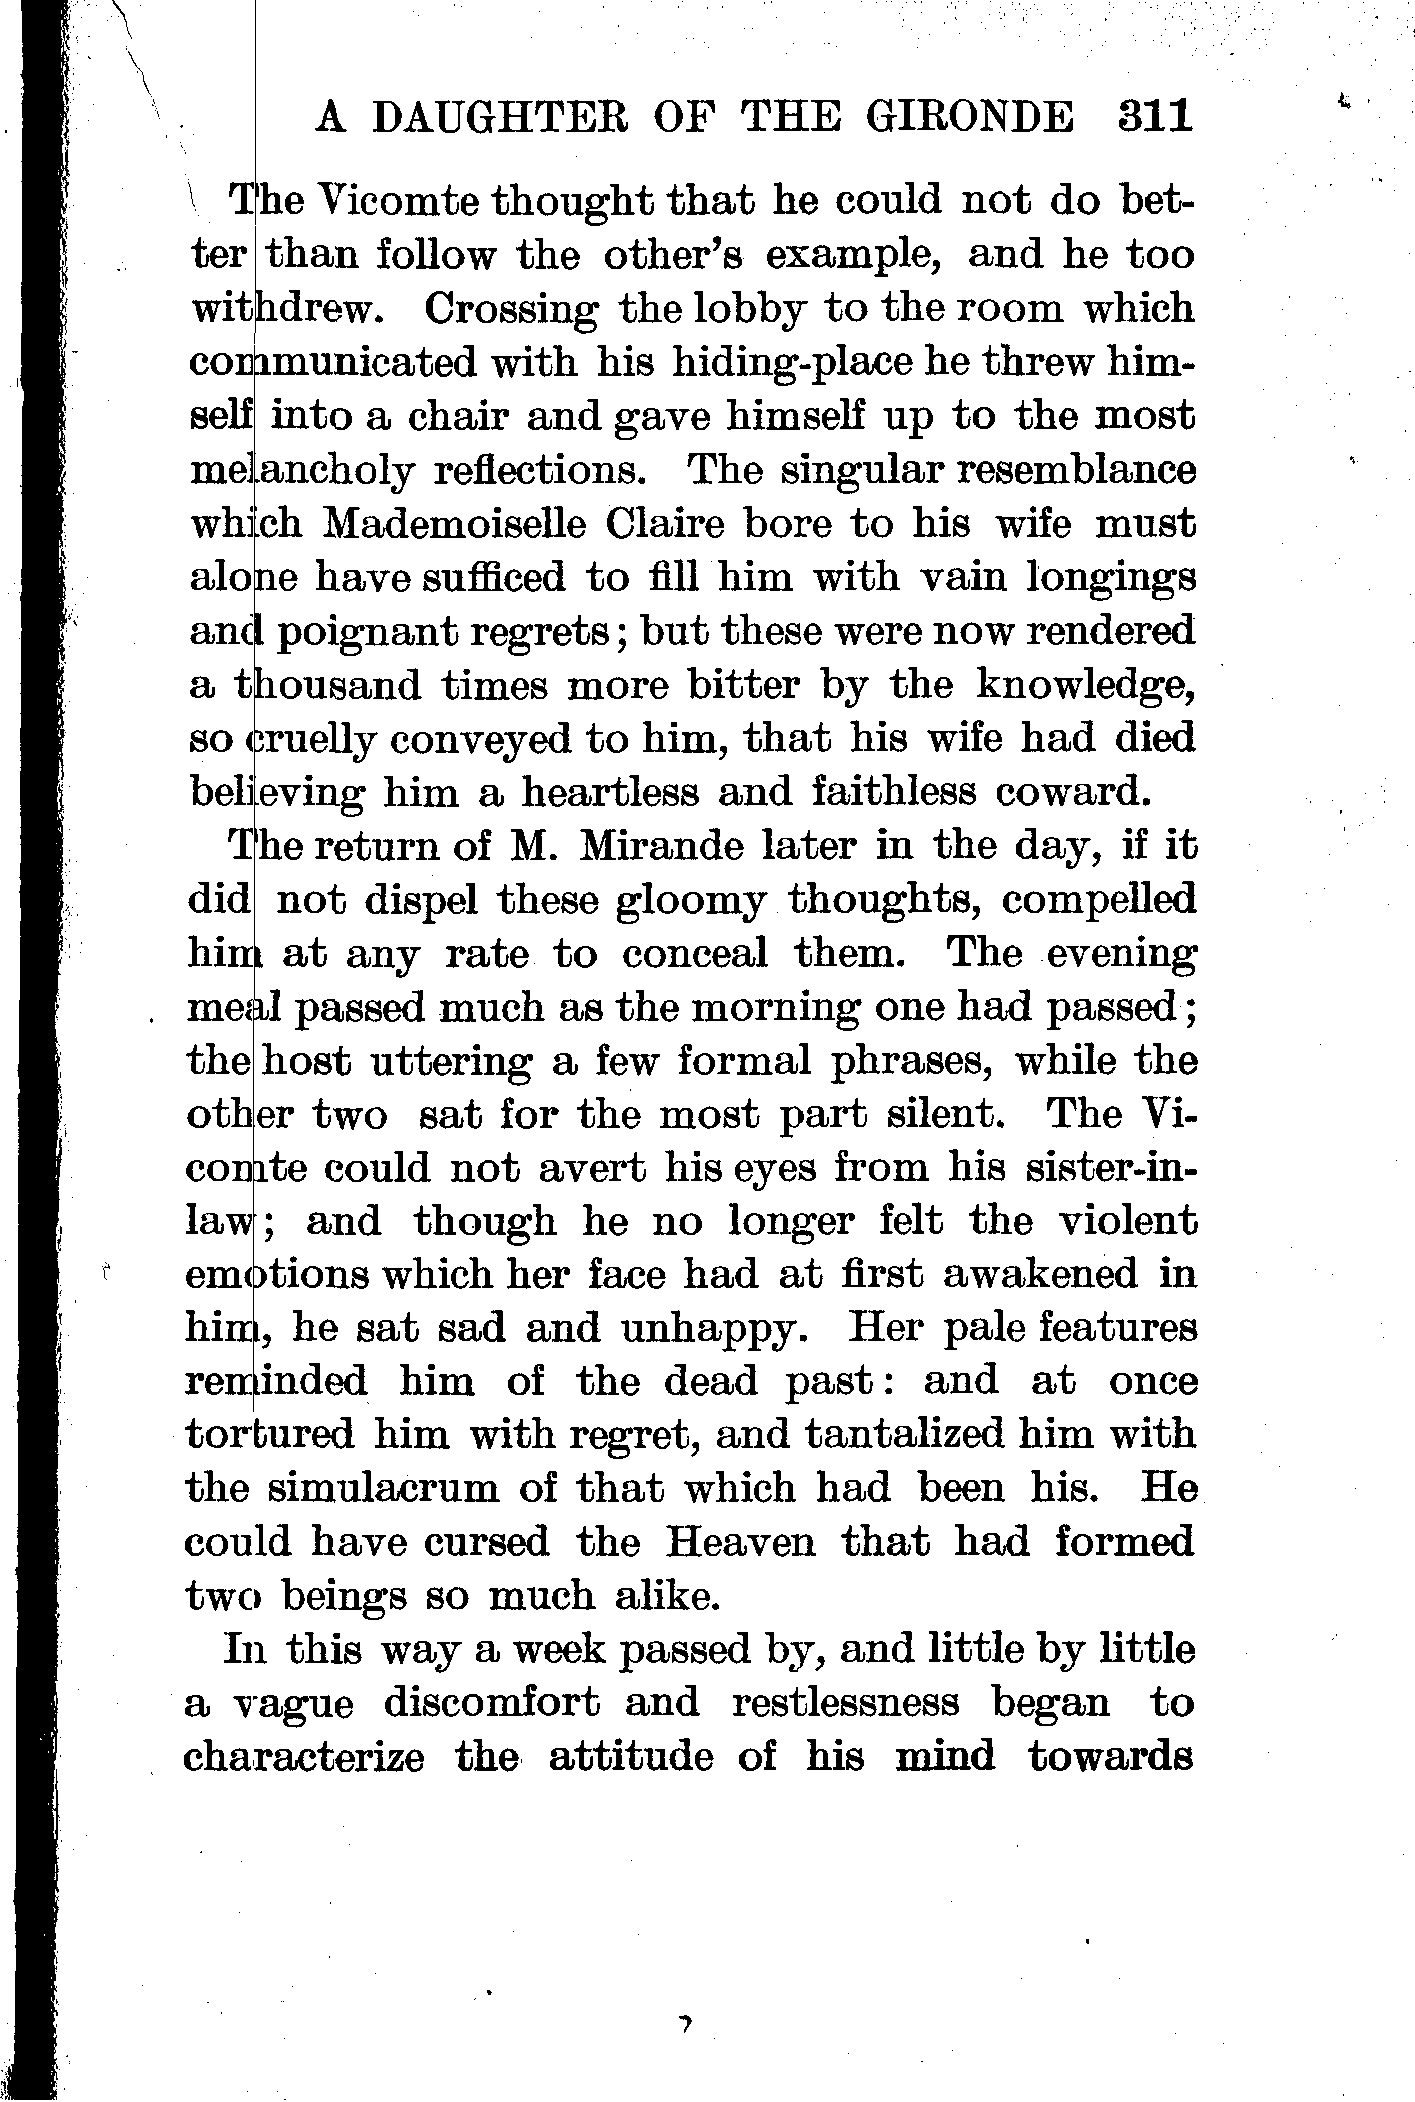 A DAUGHTER OF THE GIRONDE 311
The Vicomte thought that he could not do bet-
ter than follow the other's example, and he too
withdrew. Crossing the lobby to the room which
communicated with his hiding-place he threw him-
self into a chair and gave himself up to the most
melancholy reflections. The singular resemblance
which Mademoiselle Claire bore to his wife must
alone have sufficed to fill him with vain longings
and poignant regrets; but these were now rendered
a thousand times more bitter by the knowledge,
so cruelly conveyed to him, that his wife had died
believing him a heartless and faithless coward.
The return of M. Mirande later in the day, if it
did not dispel these gloomy thoughts, compelled
him at any rate to conceal them. The evening
meal passed much as the morning one had passed;
the host uttering a few formal phrases, while the
other two sat for the most part silent. The Vi-
comte could not avert his eyes from his sister-in-
law; and though he no longer felt the violent
emotions which her face had at first awakened in
him, he sat sad and unhappy. Her pale features
reminded him of the dead past: and at once
tortured him with regret, and tantalized him with
the simulacrum of that which had been his. He
could have cursed the Heaven that had formed
two beings so much alike.
In this way a week passed by, and little by little
a vague discomfort and restlessness began to
characterize the attitude of his mind towards